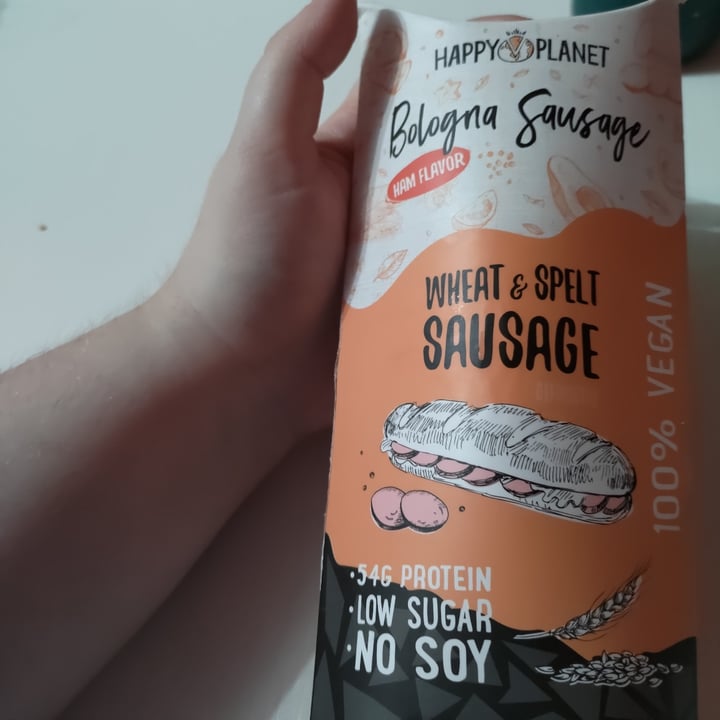 HAPPY PLANET
Bologna Sausage
HAM FLAVOR
WHEAT & SPELT
SAUSAGE
100% VEGAN
·54G PROTEIN
·LOW SUGAR
·NO SOY